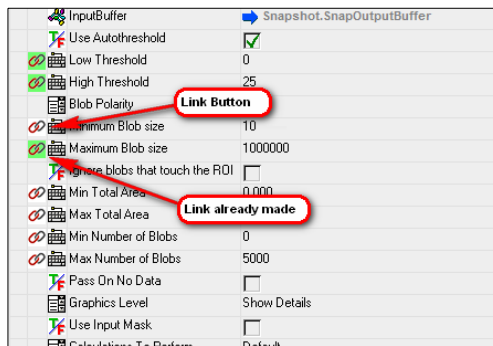 InputBuffer Snapshot.SnapOutputBuffer
Use Autothreshold
Low Threshold 0
High Threshold 25
Blob Polarity
Link Button
Minimum Blob size 10
Maximum Blob size 1000000
Ignore blobs that touch the ROI
Min Total Area 0.000
Max Total Area
Link already made
Min Number of Blobs 0
Max Number of Blobs 5000
Pass On No Data
Graphics Level Show Details
Use Input Mask
Calculations To Perform Default